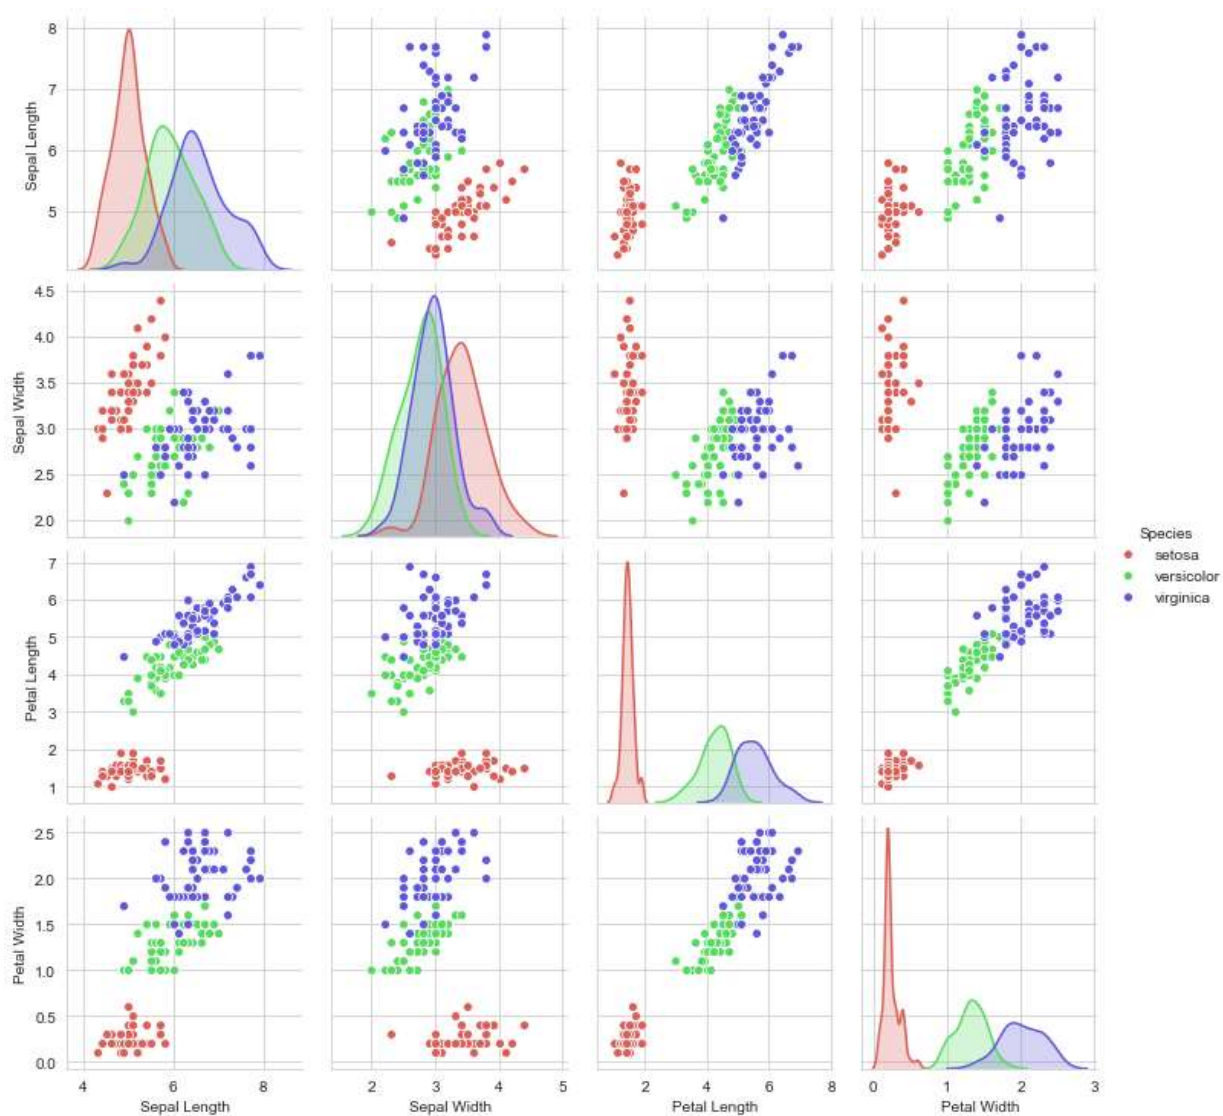 8
7
6
5
Sepal Length
4.5
4.0
3.5
3.0
2.5
2.0
Sepal Width
Species
setosa
versicolor
virginica
7
6
5
4
3
2
1
Petal Length
2.5
2.0
1.5
1.0
0.5
0.0
Petal Width
4 6 8
Sepal Length
2 3 4 5
Sepal Width
2 4 6 8
Petal Length
0 1 2 3
Petal Width